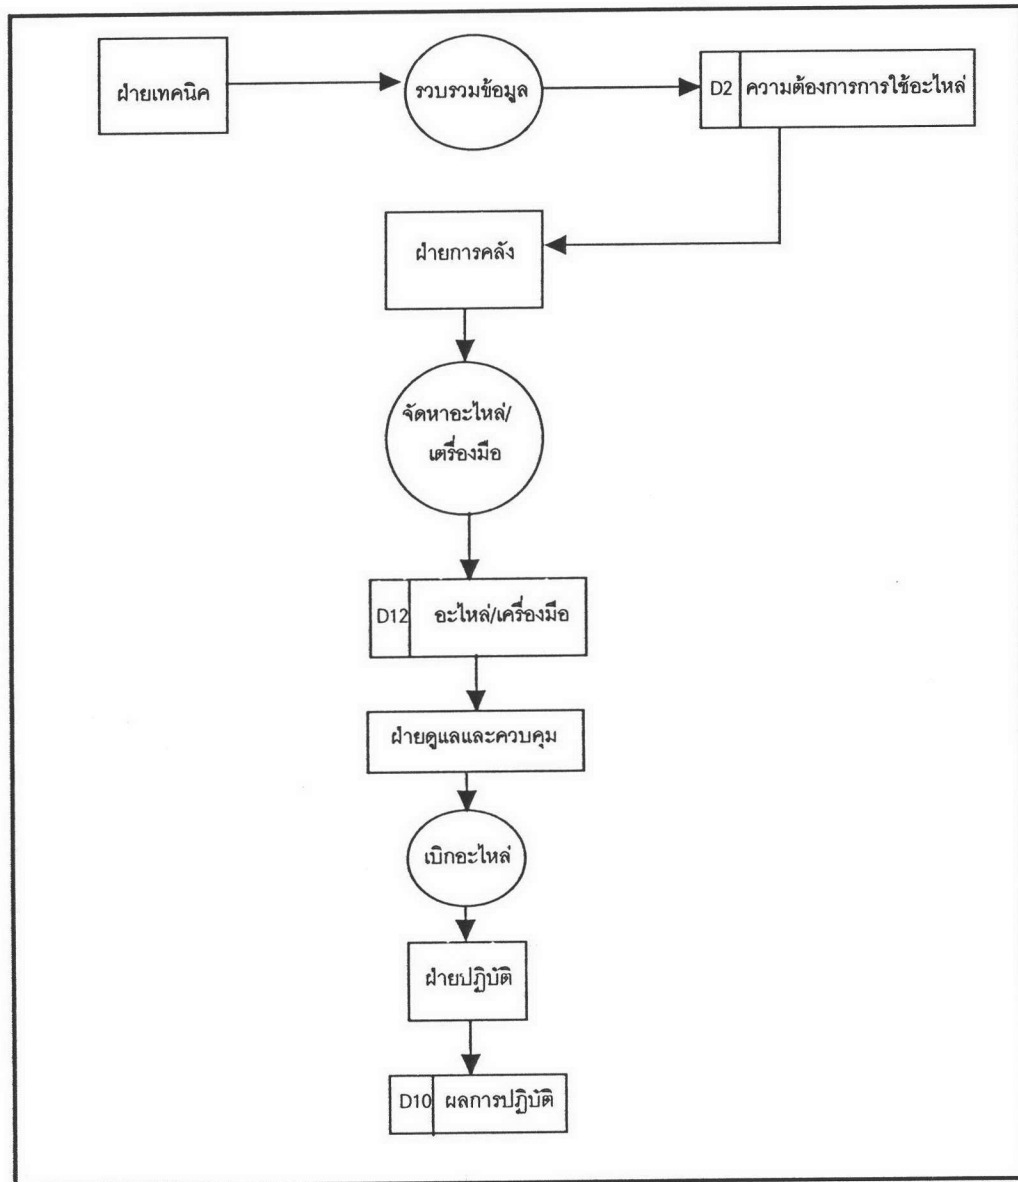 ฝ่ายเทคนิค
รวบรวมข้อมูล
D2 ความต้องการการใช้อะไหล่
ฝ่ายการคลัง
จัดหาอะไหล่/
เครื่องมือ
D12 อะไหล่/เครื่องมือ
ฝ่ายดูแลและควบคุม
เบิกอะไหล่
ฝ่ายปฏิบัติ
D10 ผลการปฏิบัติ